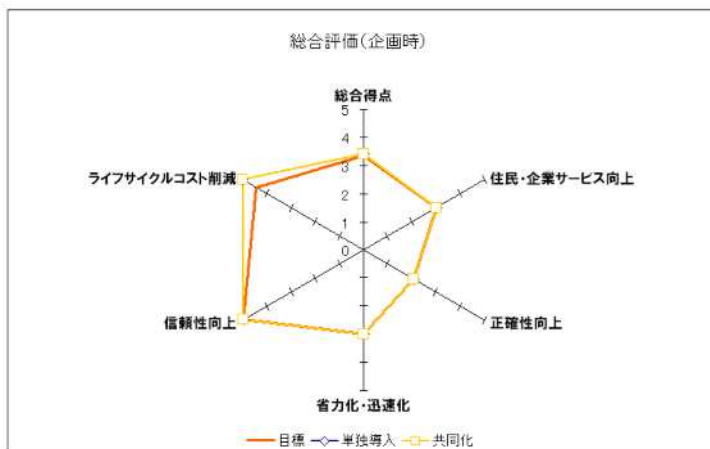 総合評価(企画時)
総合得点
5
4
3
2
1
0
ライフサイクルコスト削減
住民・企業サービス向上
信頼性向上
正確性向上
省力化・迅速化
目標 単独導入 共同化